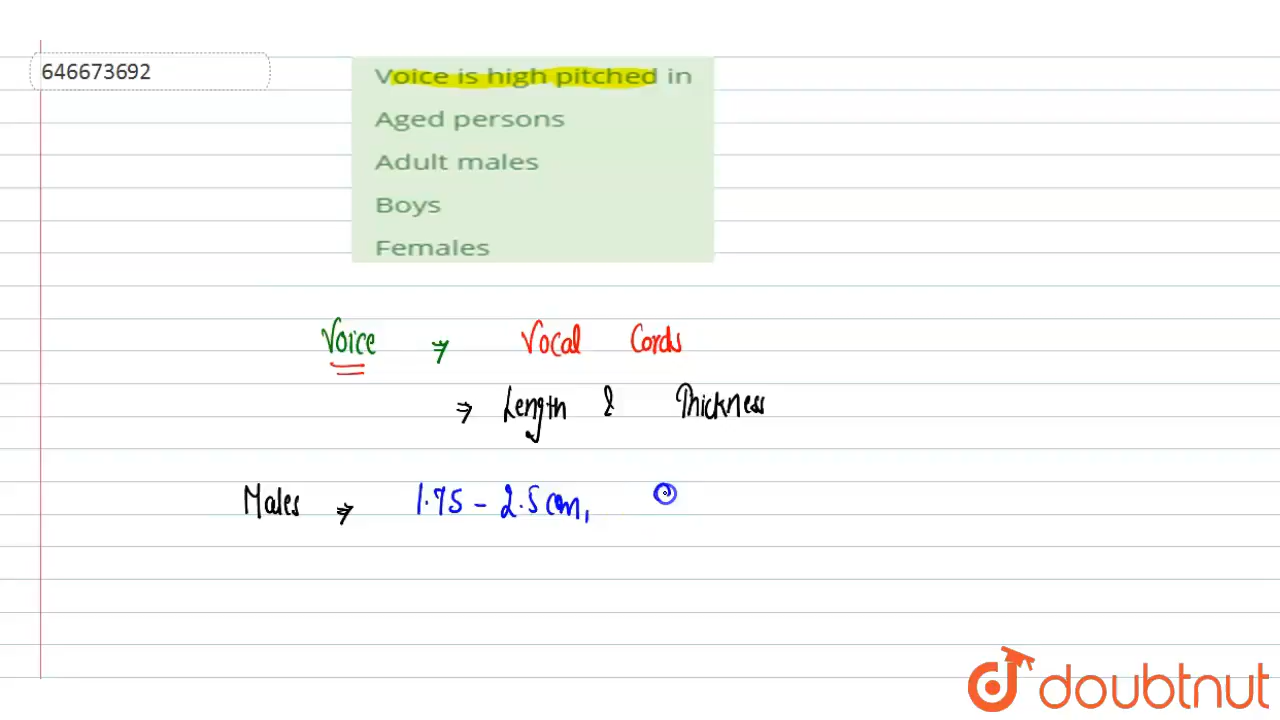 646673692
Voice is high pitched in
Aged persons
Adult males
Boys
Females
Voice ⇒ Vocal Cords
⇒ Length & Thickness
Males ⇒ 1.75 - 2.5 cm,
doubtnut